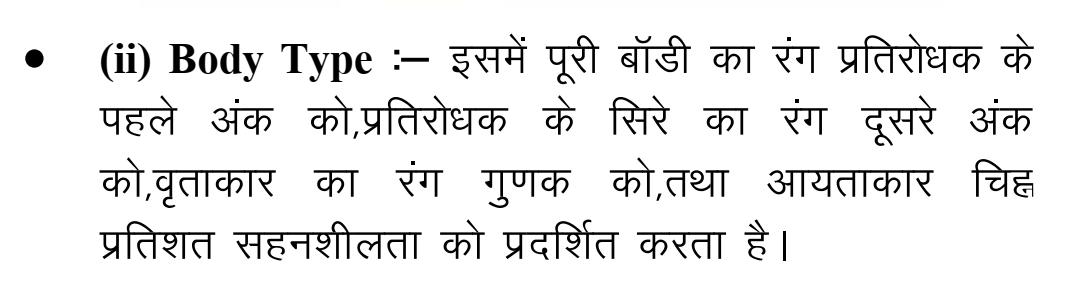 • (ii) Body Type :– इसमें पूरी बॉडी का रंग प्रतिरोधक के
पहले अंक को,प्रतिरोधक के सिरे का रंग दूसरे अंक
को,वृताकार का रंग गुणक को,तथा आयताकार चिह्न
प्रतिशत सहनशीलता को प्रदर्शित करता है।